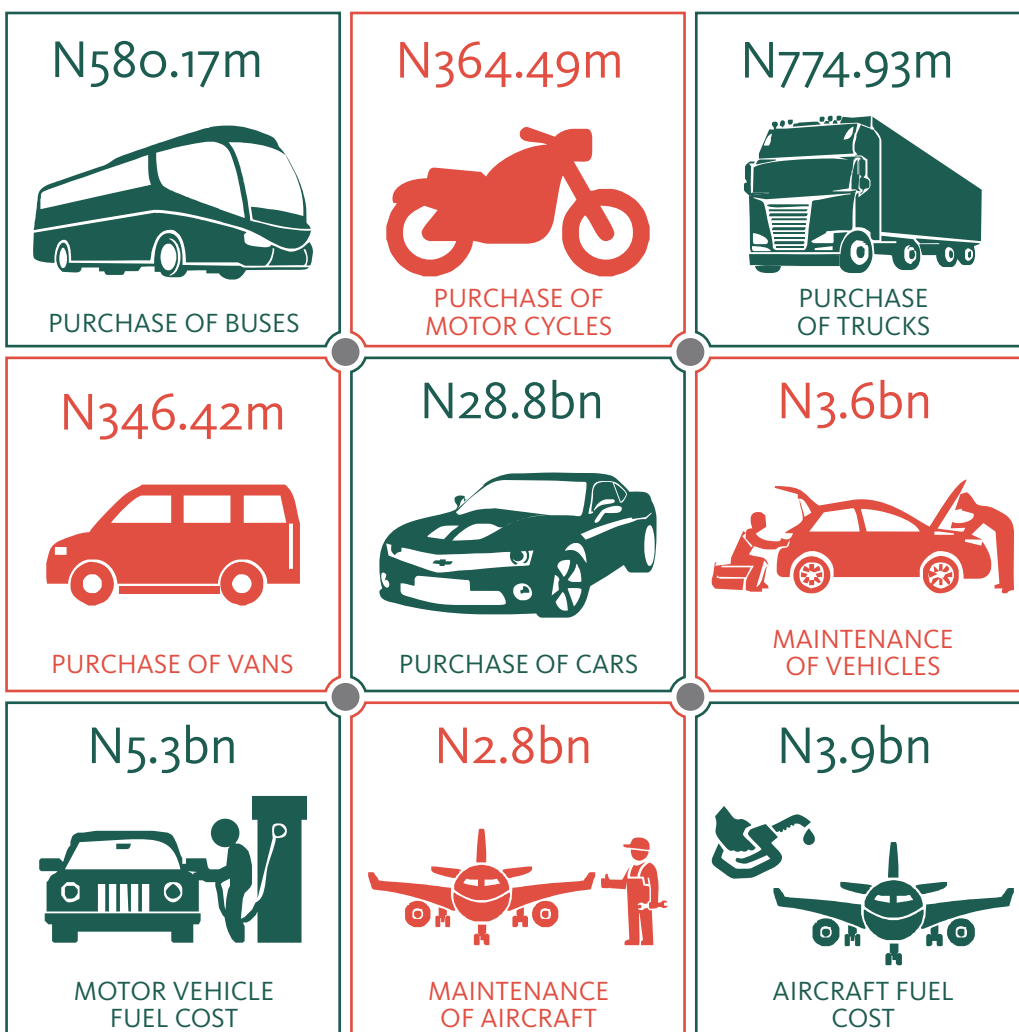 N580.17m
PURCHASE OF BUSES
N364.49m
PURCHASE OF
MOTOR CYCLES
N774.93m
PURCHASE
OF TRUCKS
N346.42m
PURCHASE OF VANS
N28.8bn
PURCHASE OF CARS
N3.6bn
MAINTENANCE
OF VEHICLES
N5.3bn
MOTOR VEHICLE
FUEL COST
N2.8bn
MAINTENANCE
OF AIRCRAFT
N3.9bn
AIRCRAFT FUEL
COST